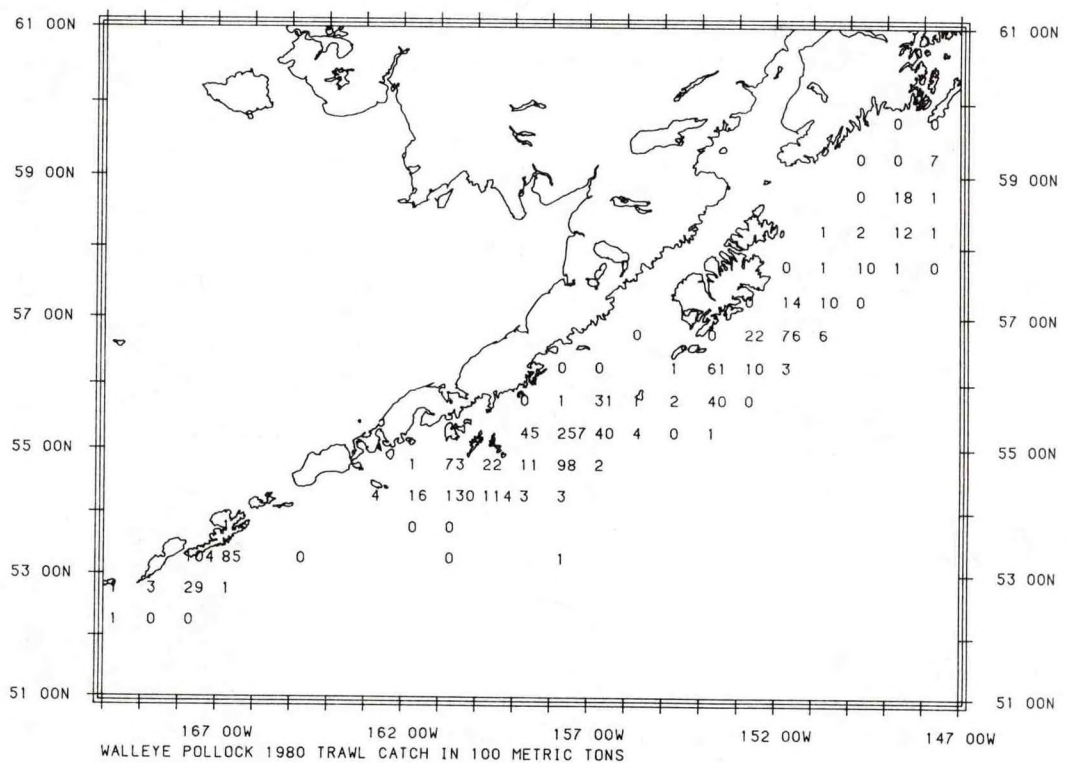 61 00N 61 00N
0 0
59 00N 0 0 7 59 00N
0 18 1
1 2 12 1
0 1 10 1 0
57 00N 14 10 0 57 00N
0 0 22 76 6
0 0 1 61 10 3
0 1 31 1 2 40 0
55 00N 45 257 40 4 0 1 55 00N
1 73 22 11 98 2
4 16 130 114 3 3
0 0
53 00N 104 85 0 0 1 53 00N
1 3 29 1
1 0 0
51 00N 51 00N
167 00W 162 00W 157 00W 152 00W 147 00W
WALLEYE POLLOCK 1980 TRAWL CATCH IN 100 METRIC TONS